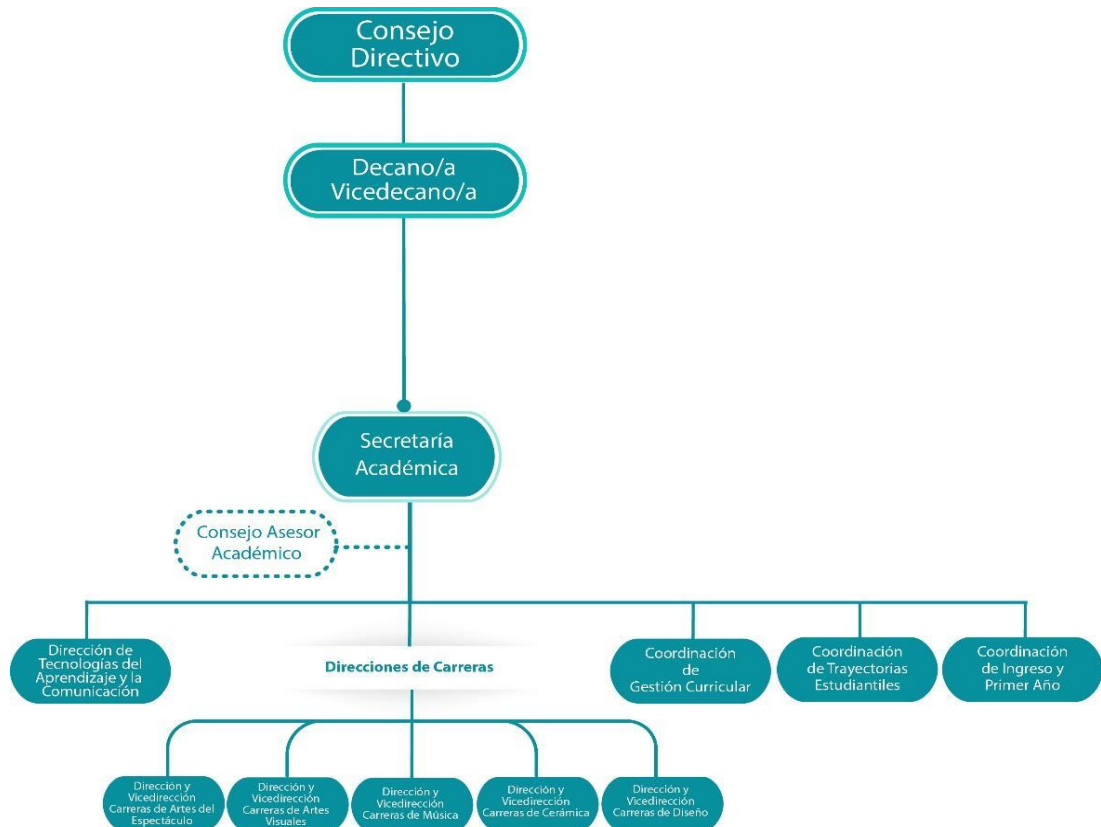 Consejo
Directivo
Decano/a
Vicedecano/a
Secretaría
Académica
Consejo Asesor
Académico
Dirección de
Tecnologías del
Aprendizaje y la
Comunicación
Direcciones de Carreras
Coordinación
de
Gestión Curricular
Coordinación
de Trayectorias
Estudiantiles
Coordinación
de Ingreso y
Primer Año
Dirección y
Vicedirección
Carreras de Artes del
Espectáculo
Dirección y
Vicedirección
Carreras de Artes
Visuales
Dirección y
Vicedirección
Carreras de Música
Dirección y
Vicedirección
Carreras de Cerámica
Dirección y
Vicedirección
Carreras de Diseño